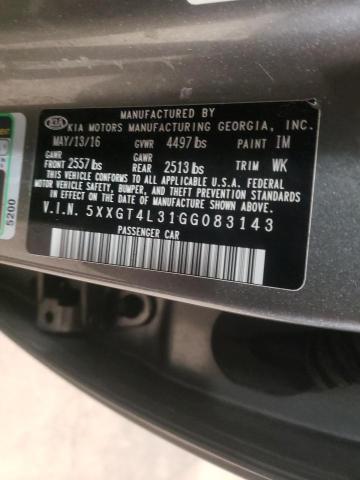 MANUFACTURED BY
KIA KIA MOTORS MANUFACTURING GEORGIA, INC.
MAY/13/16 GVWR 4497 lbs PAINT IM
GAWR GAWR
FRONT 2557 lbs REAR 2513 lbs TRIM WK
THIS VEHICLE CONFORMS TO ALL APPLICABLE U.S.A. FEDERAL
MOTOR VEHICLE SAFETY, BUMPER, AND THEFT PREVENTION STANDARDS
IN EFFECT ON THE DATE OF MANUFACTURE SHOWN ABOVE.
V.I.N. 5XXGT4L31GG083143
PASSENGER CAR
5200